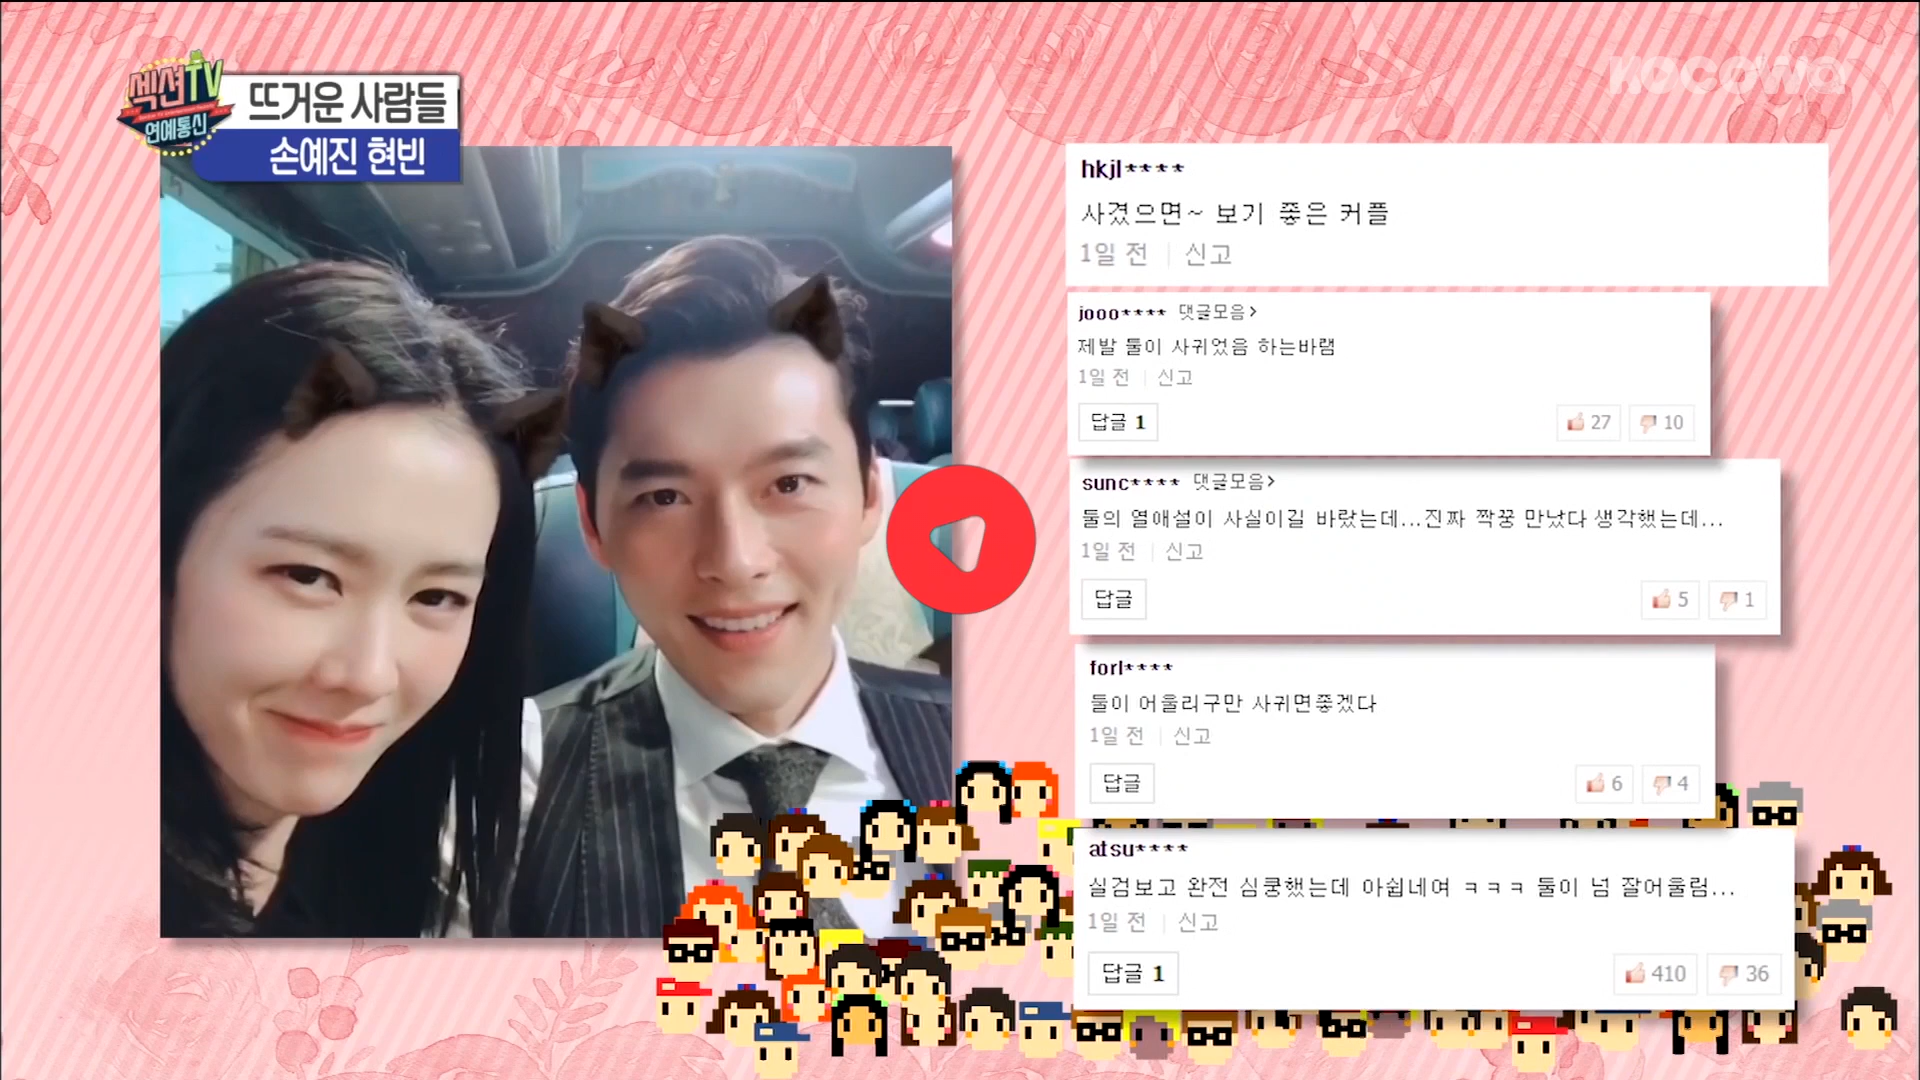 섹션TV
연예통신
뜨거운 사람들
손예진 현빈
KOCOWA
hkjl****
사겼으면~ 보기 좋은 커플
1일 전 | 신고
jooo**** 댓글모음>
제발 둘이 사귀었음 하는바램
1일 전 | 신고
답글 1 27 10
sunc**** 댓글모음>
둘의 열애설이 사실이길 바랐는데...진짜 짝꿍 만났다 생각했는데...
1일 전 | 신고
답글 5 1
forl****
둘이 어울리구만 사귀면좋겠다
1일 전 | 신고
답글 6 4
atsu****
실검보고 완전 심쿵했는데 아쉽네여 ㅋㅋㅋ 둘이 넘 잘어울림...
1일 전 | 신고
답글 1 410 36